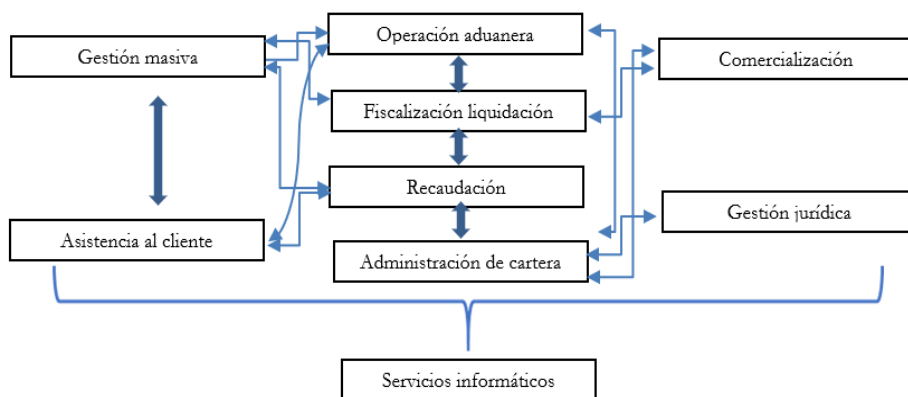 Operación aduanera
Gestión masiva
Comercialización
Fiscalización liquidación
Recaudación
Gestión jurídica
Asistencia al cliente
Administración de cartera
Servicios informáticos